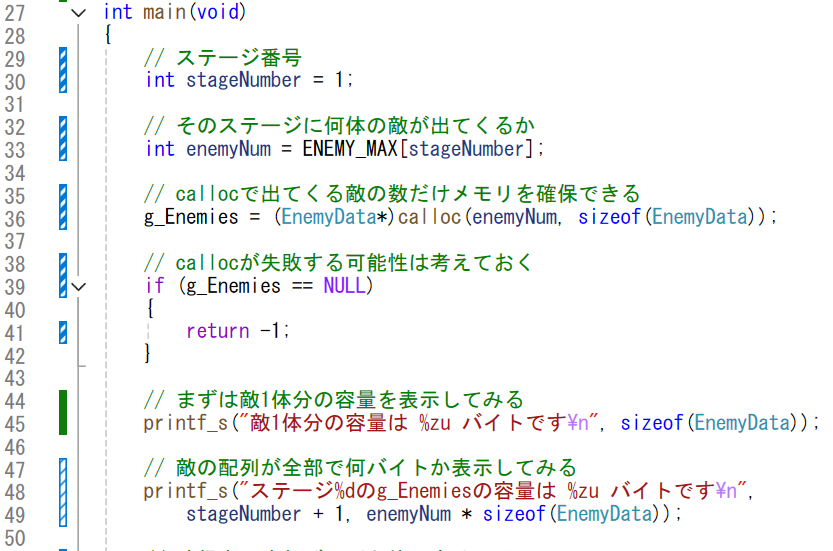 27 int main(void)
28 {
29 // ステージ番号
30 int stageNumber = 1;
31
32 // そのステージに何体の敵が出てくるか
33 int enemyNum = ENEMY_MAX[stageNumber];
34
35 // callocで出てくる敵の数だけメモリを確保できる
36 g_Enemies = (EnemyData*)calloc(enemyNum, sizeof(EnemyData));
37
38 // callocが失敗する可能性は考えておく
39 if (g_Enemies == NULL)
40 {
41 return -1;
42 }
43
44 // まずは敵1体分の容量を表示してみる
45 printf_s("敵1体分の容量は %zu バイトです¥n", sizeof(EnemyData));
46
47 // 敵の配列が全部で何バイトか表示してみる
48 printf_s("ステージ%dのg_Enemiesの容量は %zu バイトです¥n",
49 stageNumber + 1, enemyNum * sizeof(EnemyData));
50